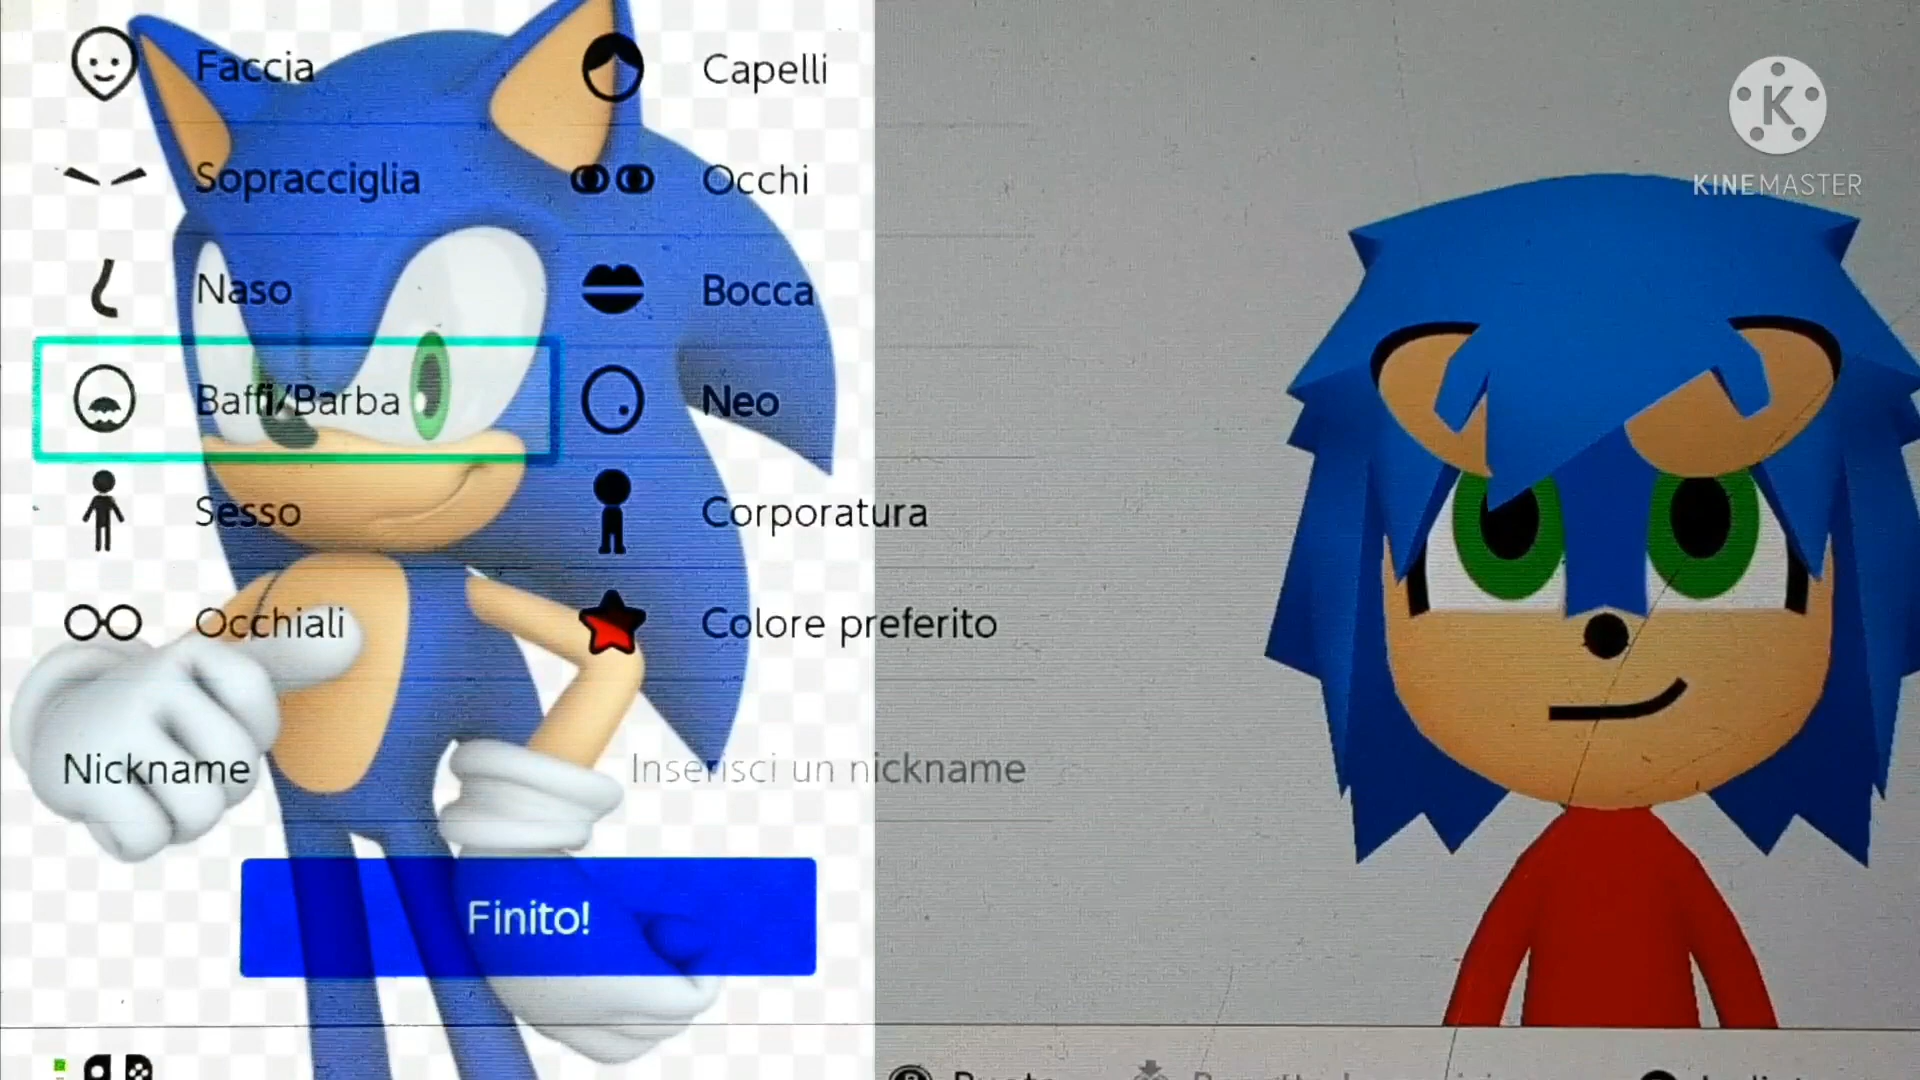 Faccia
Capelli
Sopracciglia
Occhi
Naso
Bocca
Baffi/Barba
Neo
Sesso
Corporatura
Occhiali
Colore preferito
Nickname
Inserisci un nickname
Finito!
K
KINEMASTER